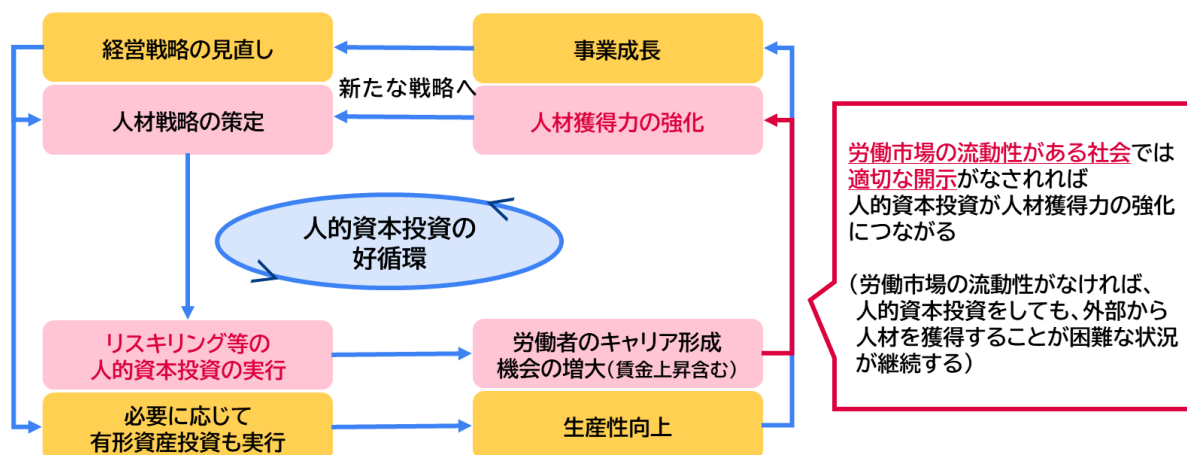 経営戦略の見直し
事業成長
新たな戦略へ
人材戦略の策定
人材獲得力の強化
人的資本投資の
好循環
リスキリング等の
人的資本投資の実行
労働者のキャリア形成
機会の増大(賃金上昇含む)
必要に応じて
有形資産投資も実行
生産性向上
労働市場の流動性がある社会では
適切な開示がなされれば
人的資本投資が人材獲得力の強化
につながる
(労働市場の流動性がなければ、
人的資本投資をしても、外部から
人材を獲得することが困難な状況
が継続する)